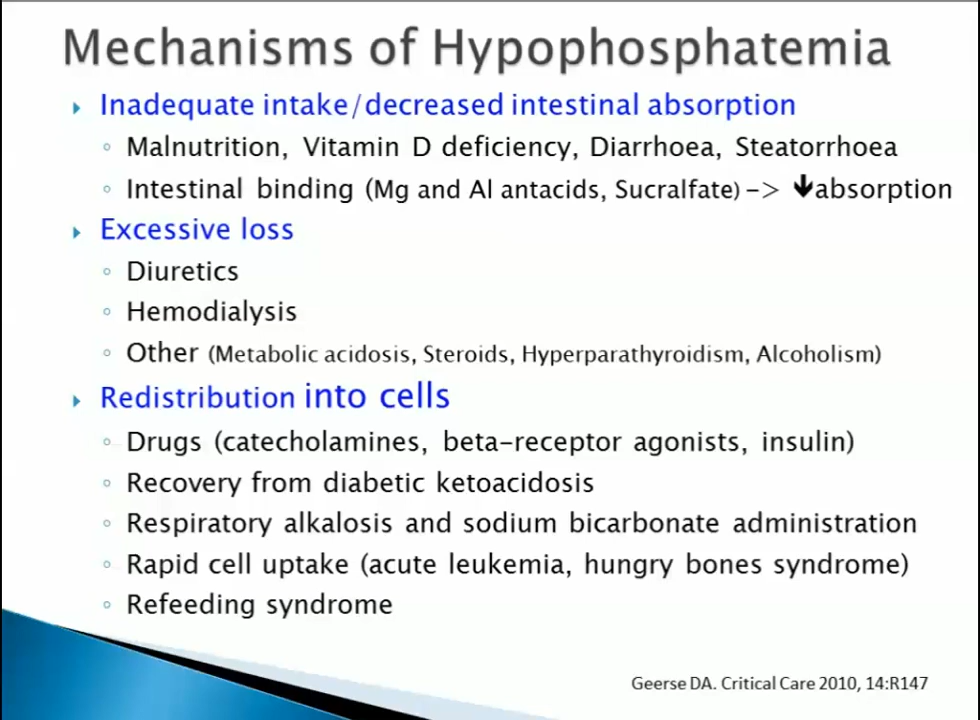 Mechanisms of Hypophosphatemia
Inadequate intake/decreased intestinal absorption
Malnutrition, Vitamin D deficiency, Diarrhoea, Steatorrhoea
Intestinal binding (Mg and Al antacids, Sucralfate) -> ↓absorption
Excessive loss
Diuretics
Hemodialysis
Other (Metabolic acidosis, Steroids, Hyperparathyroidism, Alcoholism)
Redistribution into cells
Drugs (catecholamines, beta-receptor agonists, insulin)
Recovery from diabetic ketoacidosis
Respiratory alkalosis and sodium bicarbonate administration
Rapid cell uptake (acute leukemia, hungry bones syndrome)
Refeeding syndrome
Geerse DA. Critical Care 2010, 14:R147